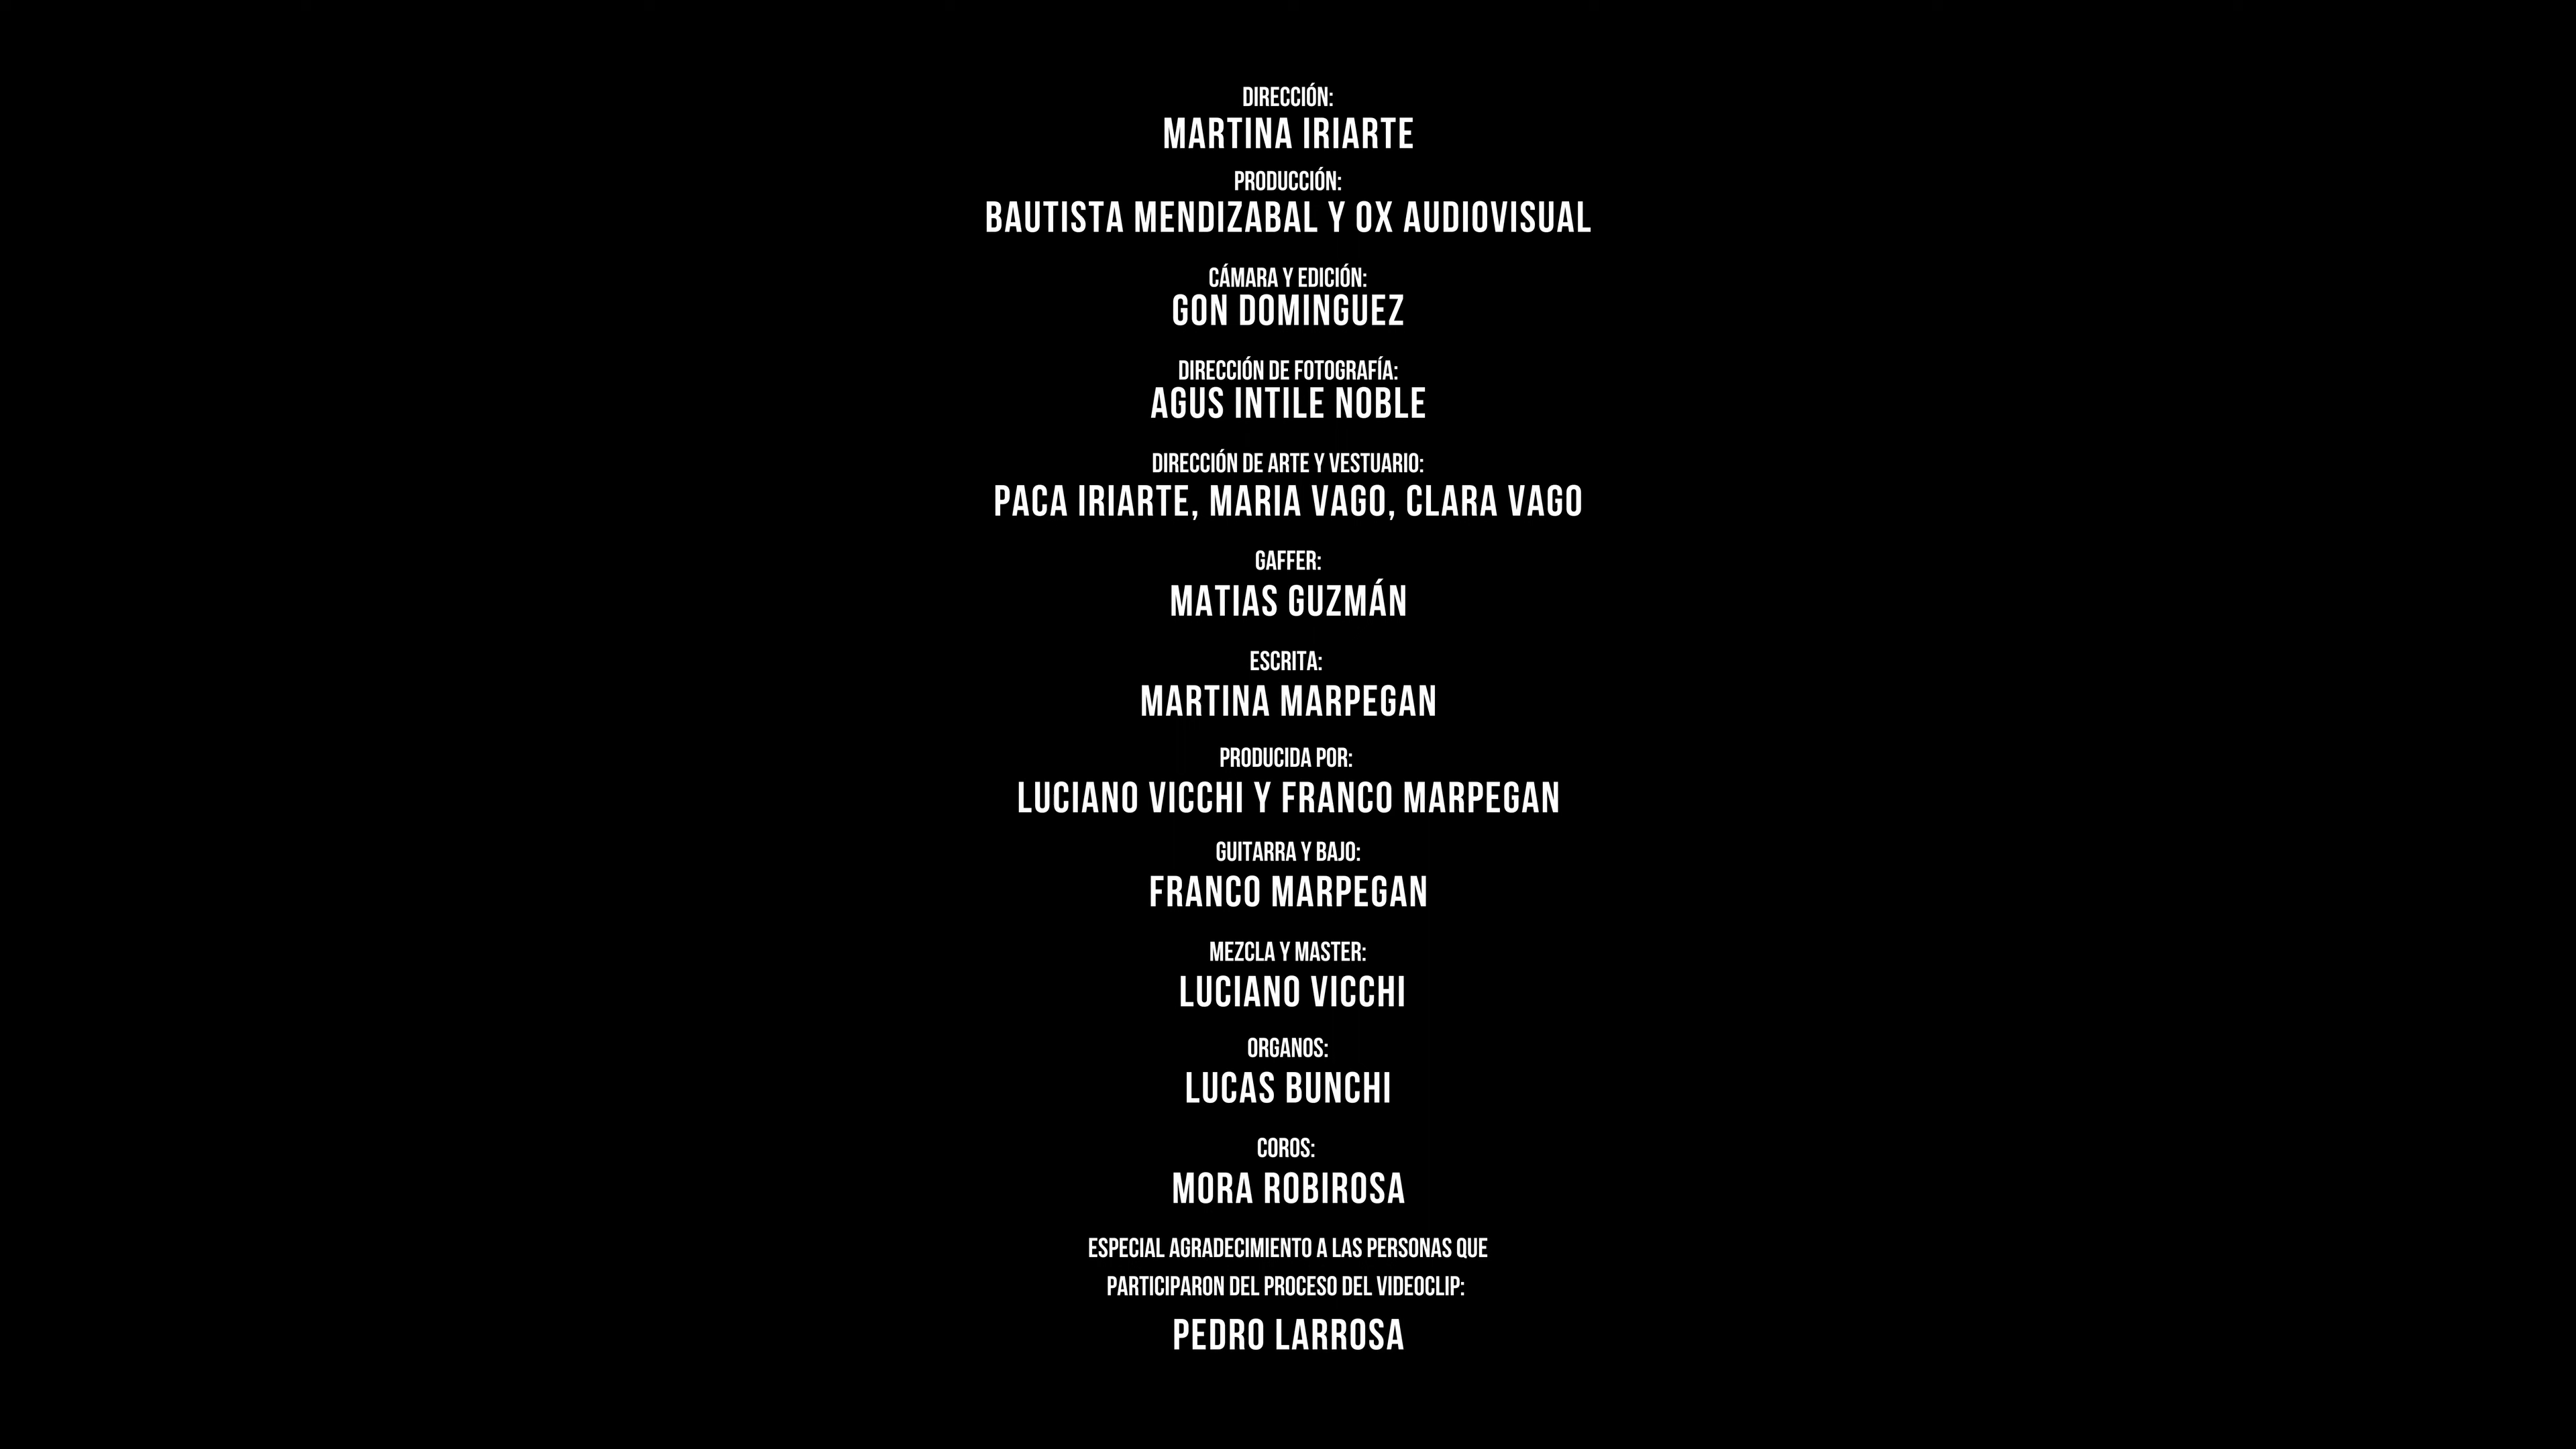 DIRECCIÓN:
MARTINA IRIARTE
PRODUCCIÓN:
BAUTISTA MENDIZABAL Y OX AUDIOVISUAL
CÁMARA Y EDICIÓN:
GON DOMINGUEZ
DIRECCIÓN DE FOTOGRAFÍA:
AGUS INTILE NOBLE
DIRECCIÓN DE ARTE Y VESTUARIO:
PACA IRIARTE, MARIA VAGO, CLARA VAGO
GAFFER:
MATIAS GUZMÁN
ESCRITA:
MARTINA MARPEGAN
PRODUCIDA POR:
LUCIANO VICCHI Y FRANCO MARPEGAN
GUITARRA Y BAJO:
FRANCO MARPEGAN
MEZCLA Y MASTER:
LUCIANO VICCHI
ORGANOS:
LUCAS BUNCHI
COROS:
MORA ROBIROSA
ESPECIAL AGRADECIMIENTO A LAS PERSONAS QUE
PARTICIPARON DEL PROCESO DEL VIDEOCLIP:
PEDRO LARROSA